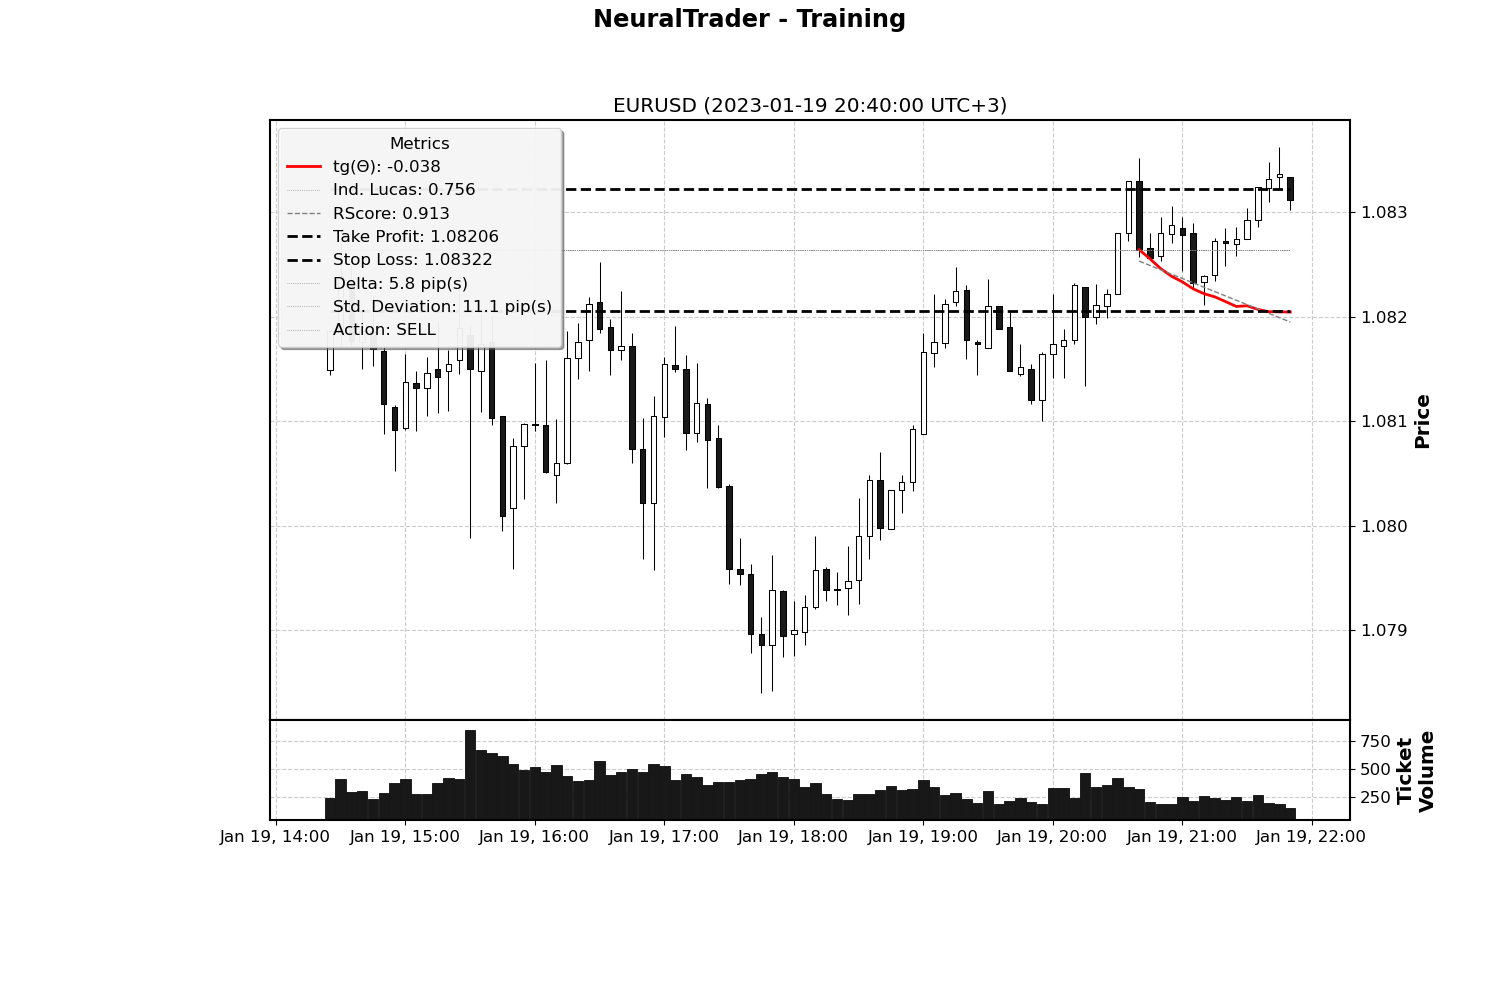 NeuralTrader - Training
EURUSD (2023-01-19 20:40:00 UTC+3)
Metrics
tg(Θ): -0.038
Ind. Lucas: 0.756
RScore: 0.913
Take Profit: 1.08206
Stop Loss: 1.08322
Delta: 5.8 pip(s)
Std. Deviation: 11.1 pip(s)
Action: SELL
1.083
1.082
1.081
1.080
1.079
Price
750
500
250
Ticket
Volume
Jan 19, 14:00
Jan 19, 15:00
Jan 19, 16:00
Jan 19, 17:00
Jan 19, 18:00
Jan 19, 19:00
Jan 19, 20:00
Jan 19, 21:00
Jan 19, 22:00